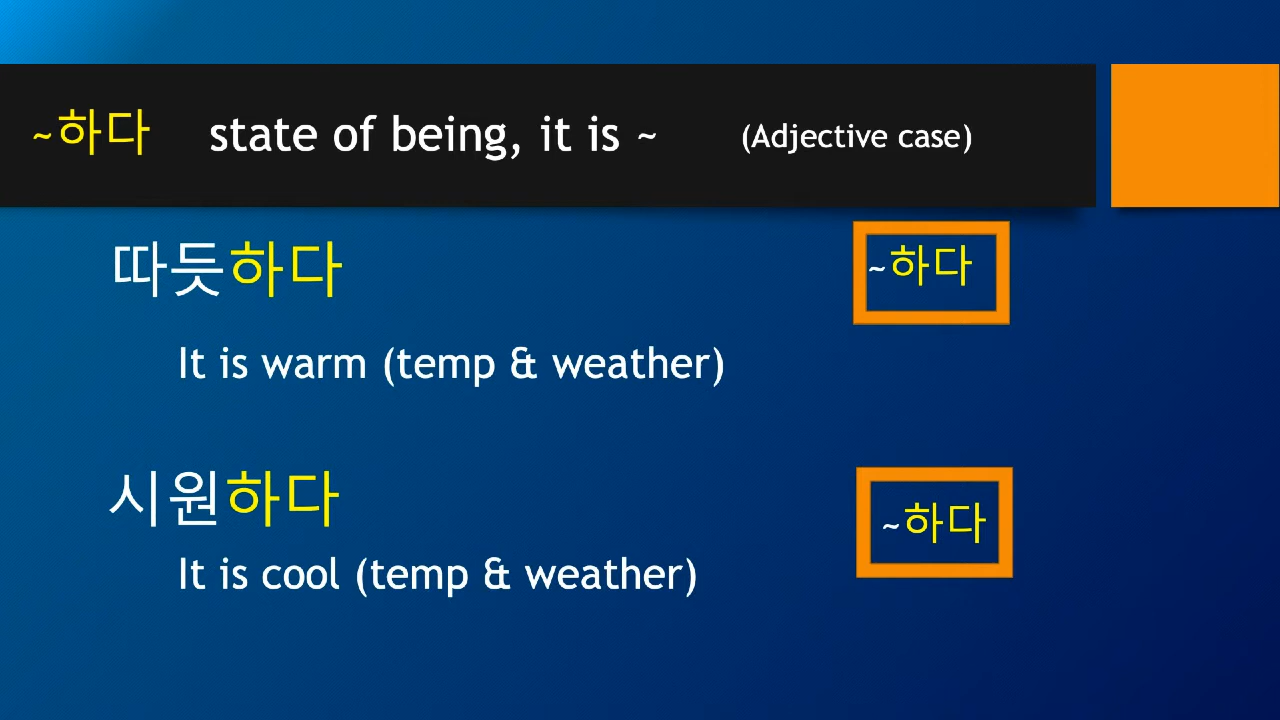 ~하다 state of being, it is ~ (Adjective case)
따듯하다 ~하다
It is warm (temp & weather)
시원하다 ~하다
It is cool (temp & weather)